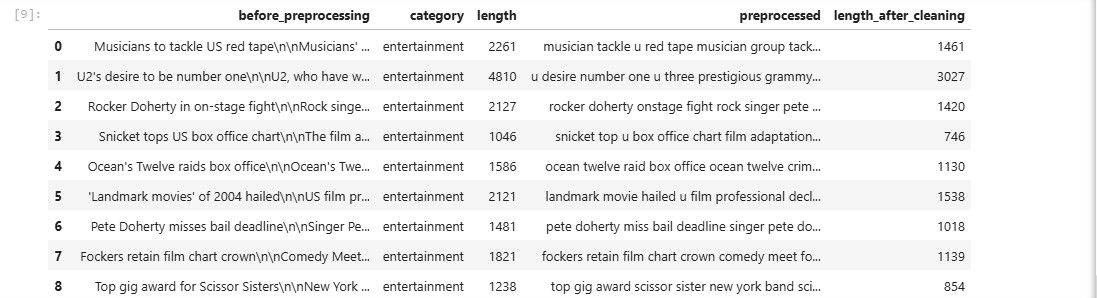 [9]:
before_preprocessing category length preprocessed length_after_cleaning
0 Musicians to tackle US red tape\n\nMusicians' ... entertainment 2261 musician tackle u red tape musician group tack... 1461
1 U2's desire to be number one\n\nU2, who have w... entertainment 4810 u desire number one u three prestigious grammy... 3027
2 Rocker Doherty in on-stage fight\n\nRock singe... entertainment 2127 rocker doherty onstage fight rock singer pete ... 1420
3 Snicket tops US box office chart\n\nThe film a... entertainment 1046 snicket top u box office chart film adaptation... 746
4 Ocean's Twelve raids box office\n\nOcean's Twe... entertainment 1586 ocean twelve raid box office ocean twelve crim... 1130
5 'Landmark movies' of 2004 hailed\n\nUS film pr... entertainment 2121 landmark movie hailed u film professional decl... 1538
6 Pete Doherty misses bail deadline\n\nSinger Pe... entertainment 1481 pete doherty miss bail deadline singer pete do... 1018
7 Fockers retain film chart crown\n\nComedy Meet... entertainment 1821 fockers retain film chart crown comedy meet fo... 1139
8 Top gig award for Scissor Sisters\n\nNew York ... entertainment 1238 top gig award scissor sister new york band sci... 854